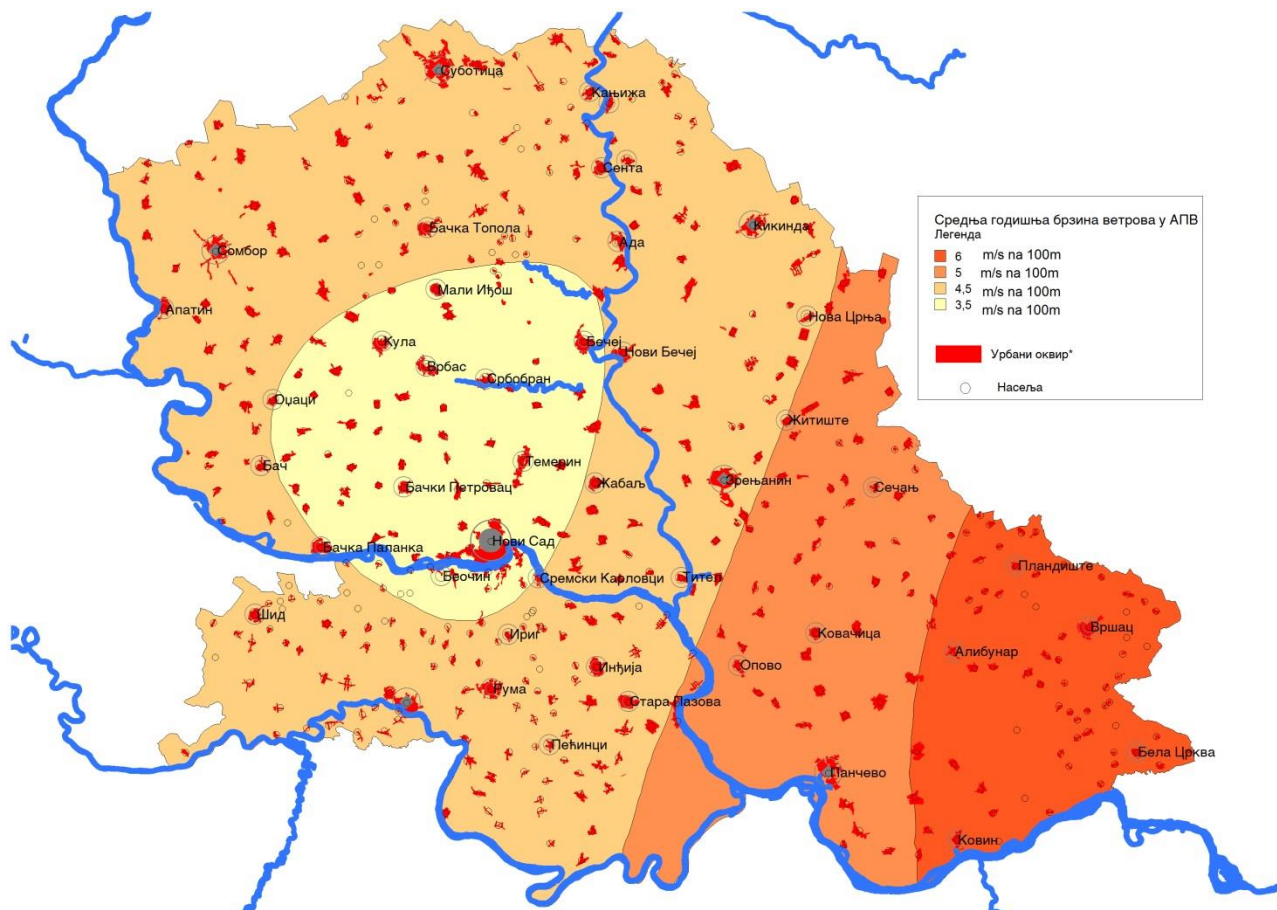 Суботица
Кањижа
Сента
Кикинда
Бачка Топола
Ада
Сомбор
Мали Иђош
Апатин
Нова Црња
Кула
Бечеј
Нови Бечеј
Врбас
Србобран
Оџаци
Житиште
Темерин
Бач
Зрењанин
Бачки Петровац
Жабаљ
Сечањ
Нови Сад
Бачка Паланка
Пландиште
Беочин
Сремски Карловци
Тител
Шид
Вршац
Ириг
Ковачица
Алибунар
Инђија
Опово
Рума
Стара Пазова
Пећинци
Бела Црква
Панчево
Ковин
Средња годишња брзина ветрова у АПВ
Легенда
6 m/s na 100m
5 m/s na 100m
4,5 m/s na 100m
3,5 m/s na 100m
Урбани оквир*
Насеља